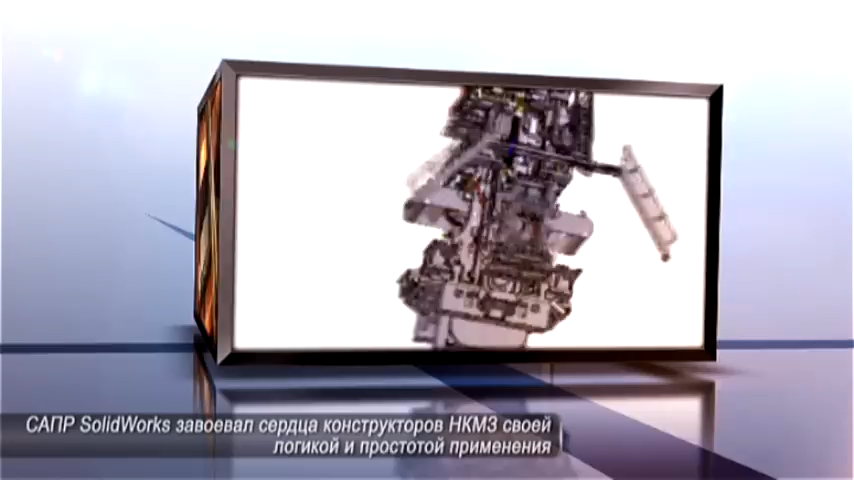 САПР SolidWorks завоевал сердца конструкторов НКМЗ своей
логикой и простотой применения